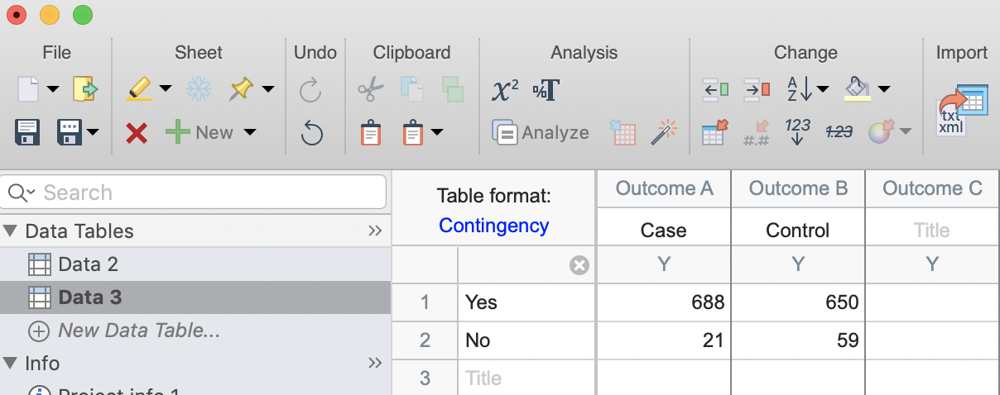 File Sheet Undo Clipboard Analysis Change Import
x² %T A Z
New Analyze #.# 123 1.23 txt xml
Search
Table format: Contingency
Outcome A Outcome B Outcome C
Data Tables »
Case Control Title
Data 2
Y Y Y
Data 3
1 Yes 688 650
New Data Table...
2 No 21 59
Info »
3 Title
Project info 1